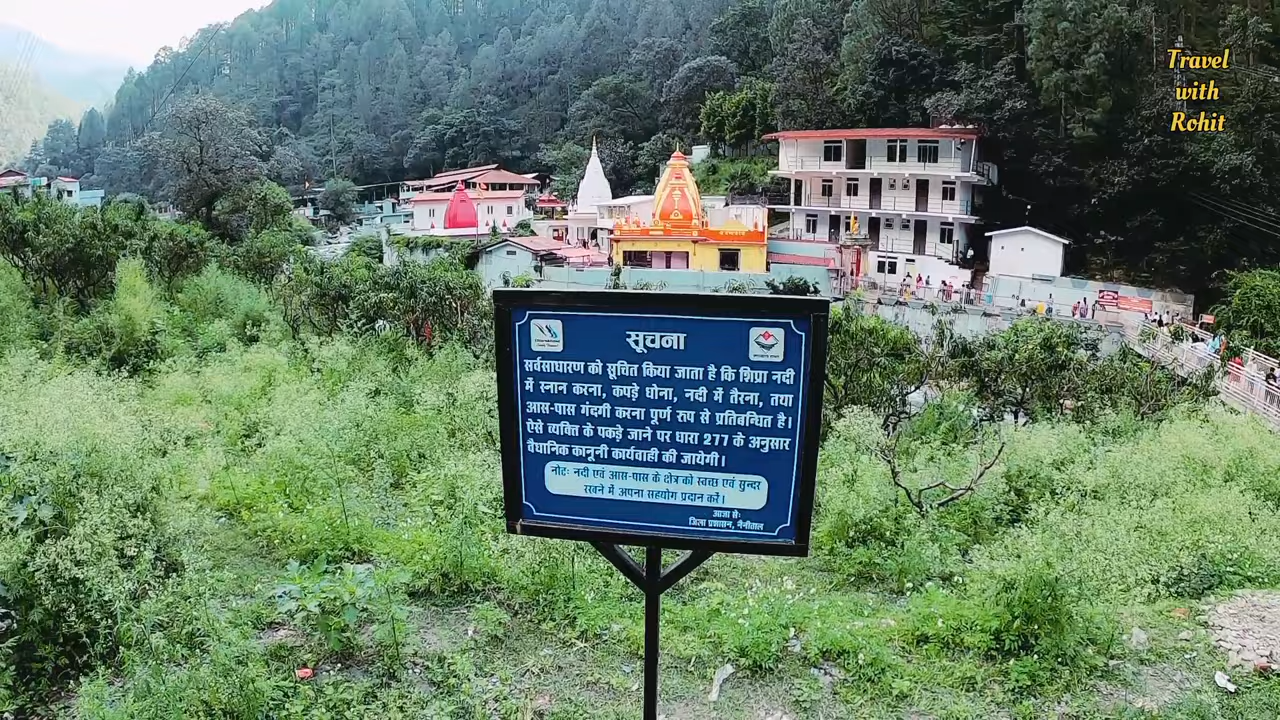 Travel
with
Rohit
सूचना
सर्वसाधारण को सूचित किया जाता है कि शिप्रा नदी
में स्नान करना, कपड़े धोना, नदी में तैरना, तथा
आस-पास गंदगी करना पूर्ण रुप से प्रतिबन्धित है।
ऐसे व्यक्ति के पकड़े जाने पर धारा 277 के अनुसार
वैधानिक कानूनी कार्यवाही की जायेगी।
नोटः नदी एवं आस-पास के क्षेत्र को स्वच्छ एवं सुन्दर
रखने में अपना सहयोग प्रदान करें।
आज्ञा सेः
जिला प्रशासन, नैनीताल